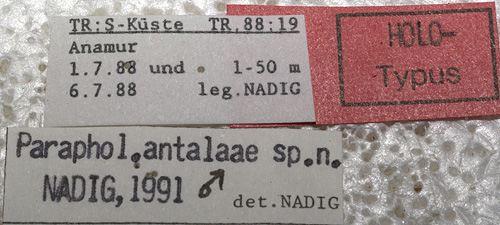 TR:S-Küste TR,88:19
Anamur
1.7.88 und . 1-50 m
6.7.88 leg.NADIG
HOLO-
Typus
Paraphol.antalaae sp.n.
NADIG,1991 ♂
det.NADIG